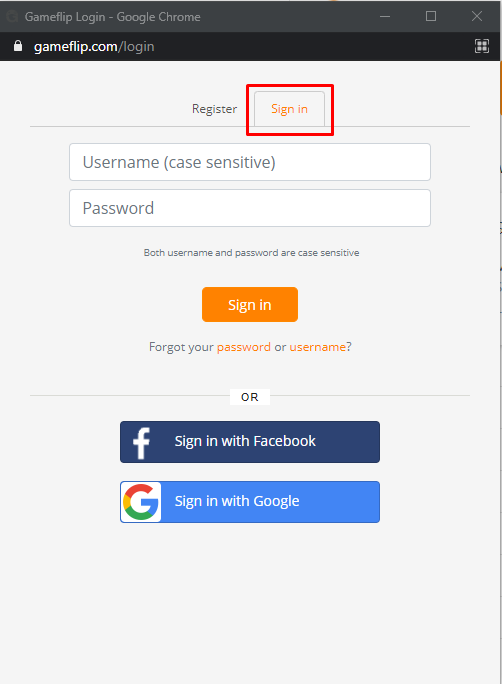 Gameflip Login - Google Chrome
gameflip.com/login
Register Sign in
Username (case sensitive)
Password
Both username and password are case sensitive
Sign in
Forgot your password or username?
OR
Sign in with Facebook
Sign in with Google